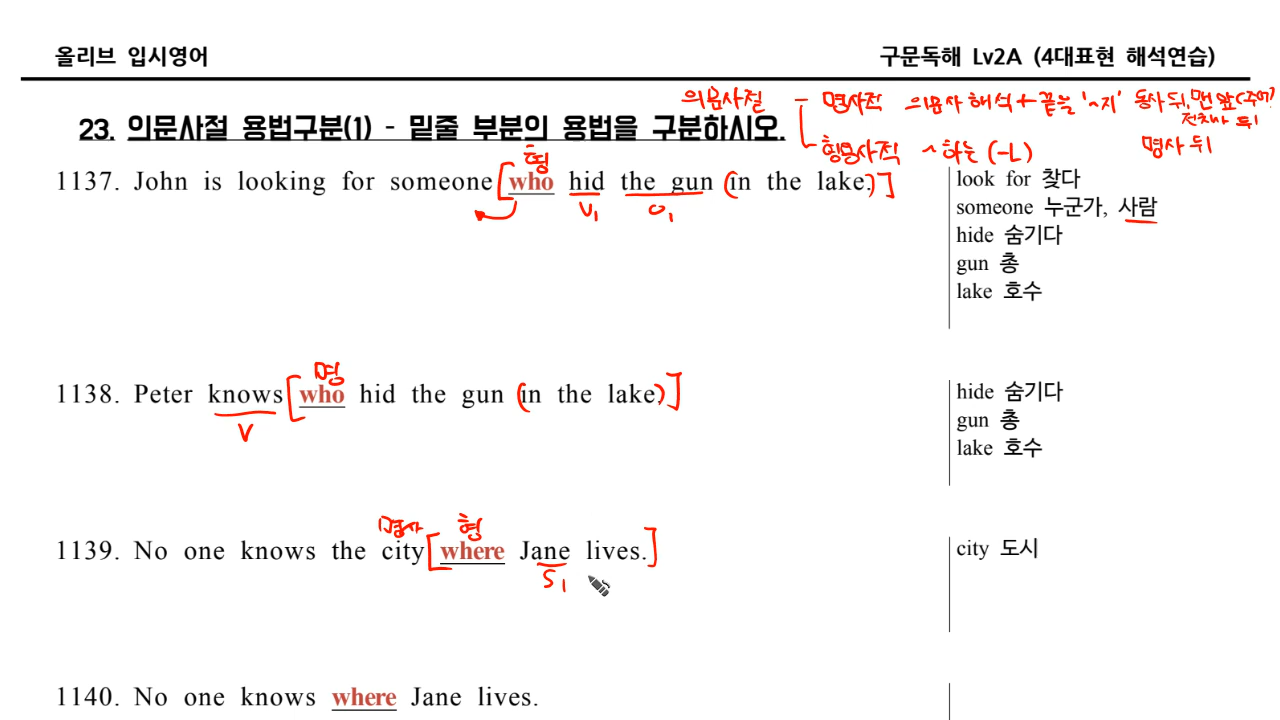 올리브 입시영어
구문독해 Lv2A (4대표현 해석연습)
의문사절 - 명사적 의문사 해석 + 끝을 '~지' 동사 뒤, 맨 앞 (주어)
전치사 뒤
23. 의문사절 용법구분(1) - 밑줄 부분의 용법을 구분하시오.
형용사적 ~하는 (-ㄴ) 명사 뒤
형
1137. John is looking for someone [who hid the gun (in the lake.)]
V1 O1
look for 찾다
someone 누군가, 사람
hide 숨기다
gun 총
lake 호수
명
1138. Peter knows [who hid the gun (in the lake.)]
V
hide 숨기다
gun 총
lake 호수
명사 형
1139. No one knows the city [where Jane lives.]
S1
city 도시
1140. No one knows where Jane lives.